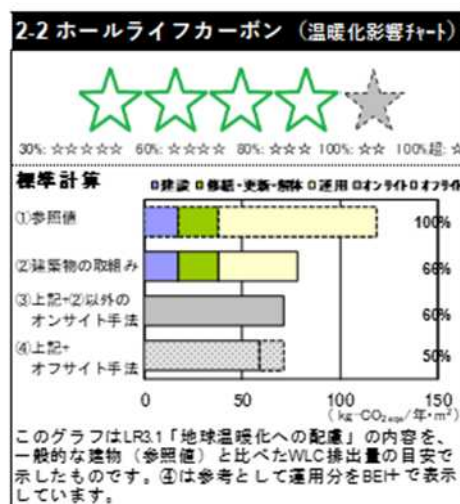 2-2 ホールライフカーボン (温暖化影響チャート)
30%: ☆☆☆☆☆ 60%: ☆☆☆☆ 80%: ☆☆☆ 100%: ☆☆ 100%超: ☆
標準計算
■建設 ■修繕・更新・解体 □運用 □オンサイト □オフサイト
①参照値 100%
②建築物の取組み 66%
③上記+②以外の
オンサイト手法 60%
④上記+
オフサイト手法 50%
0 50 100 150
(kg-CO2eqs/年・m²)
このグラフはLR3.1「地球温暖化への配慮」の内容を、
一般的な建物(参照値)と比べたWLC排出量の目安で
示したものです。④は参考として運用分をBEI+で表示
しています。